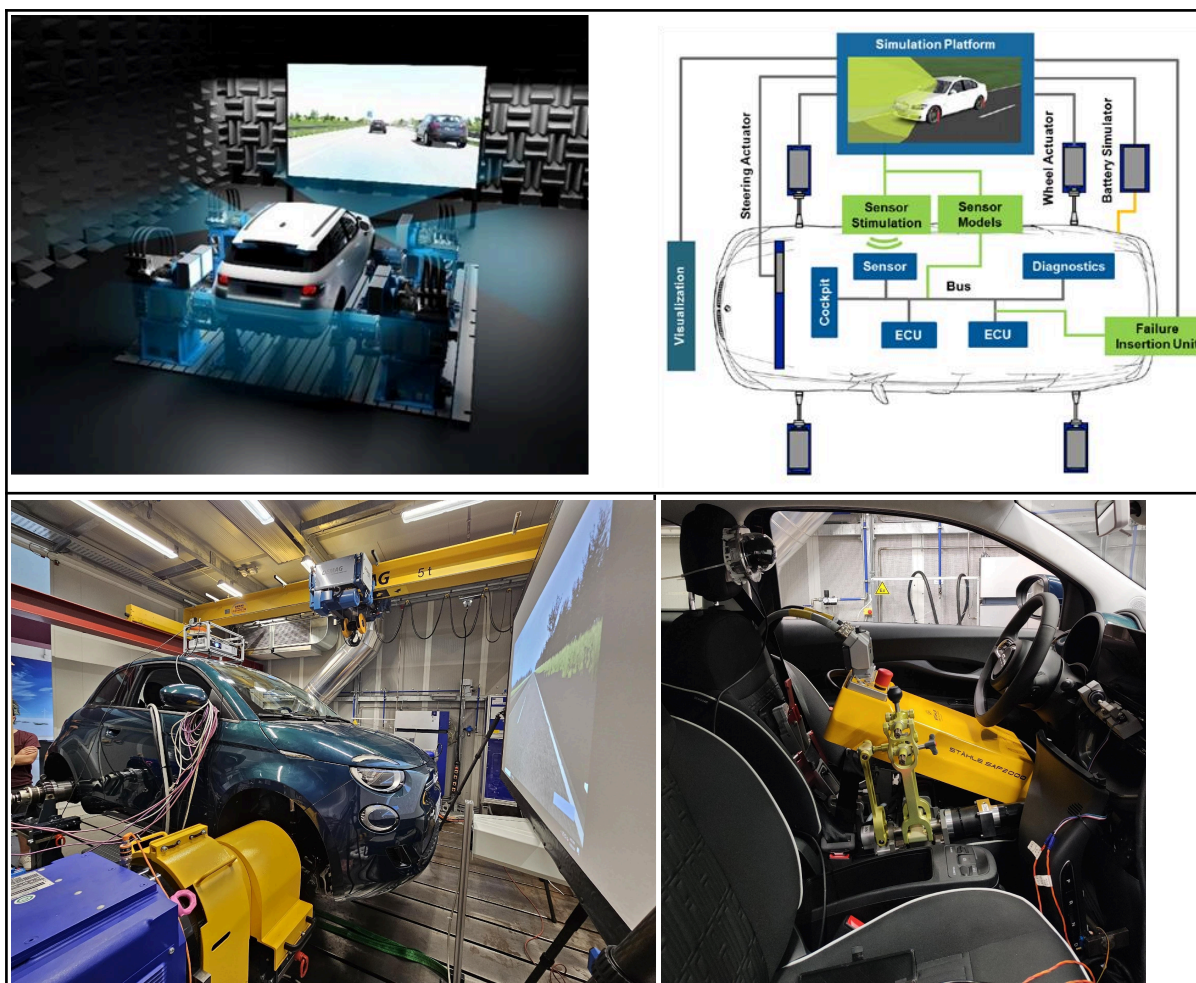 Simulation Platform
Steering Actuator
Wheel Actuator
Battery Simulator
Sensor
Stimulation
Sensor
Models
Visualization
Cockpit
Sensor
Diagnostics
Bus
ECU
ECU
Failure
Insertion Unit
5 t
STÄHLE SAP2000